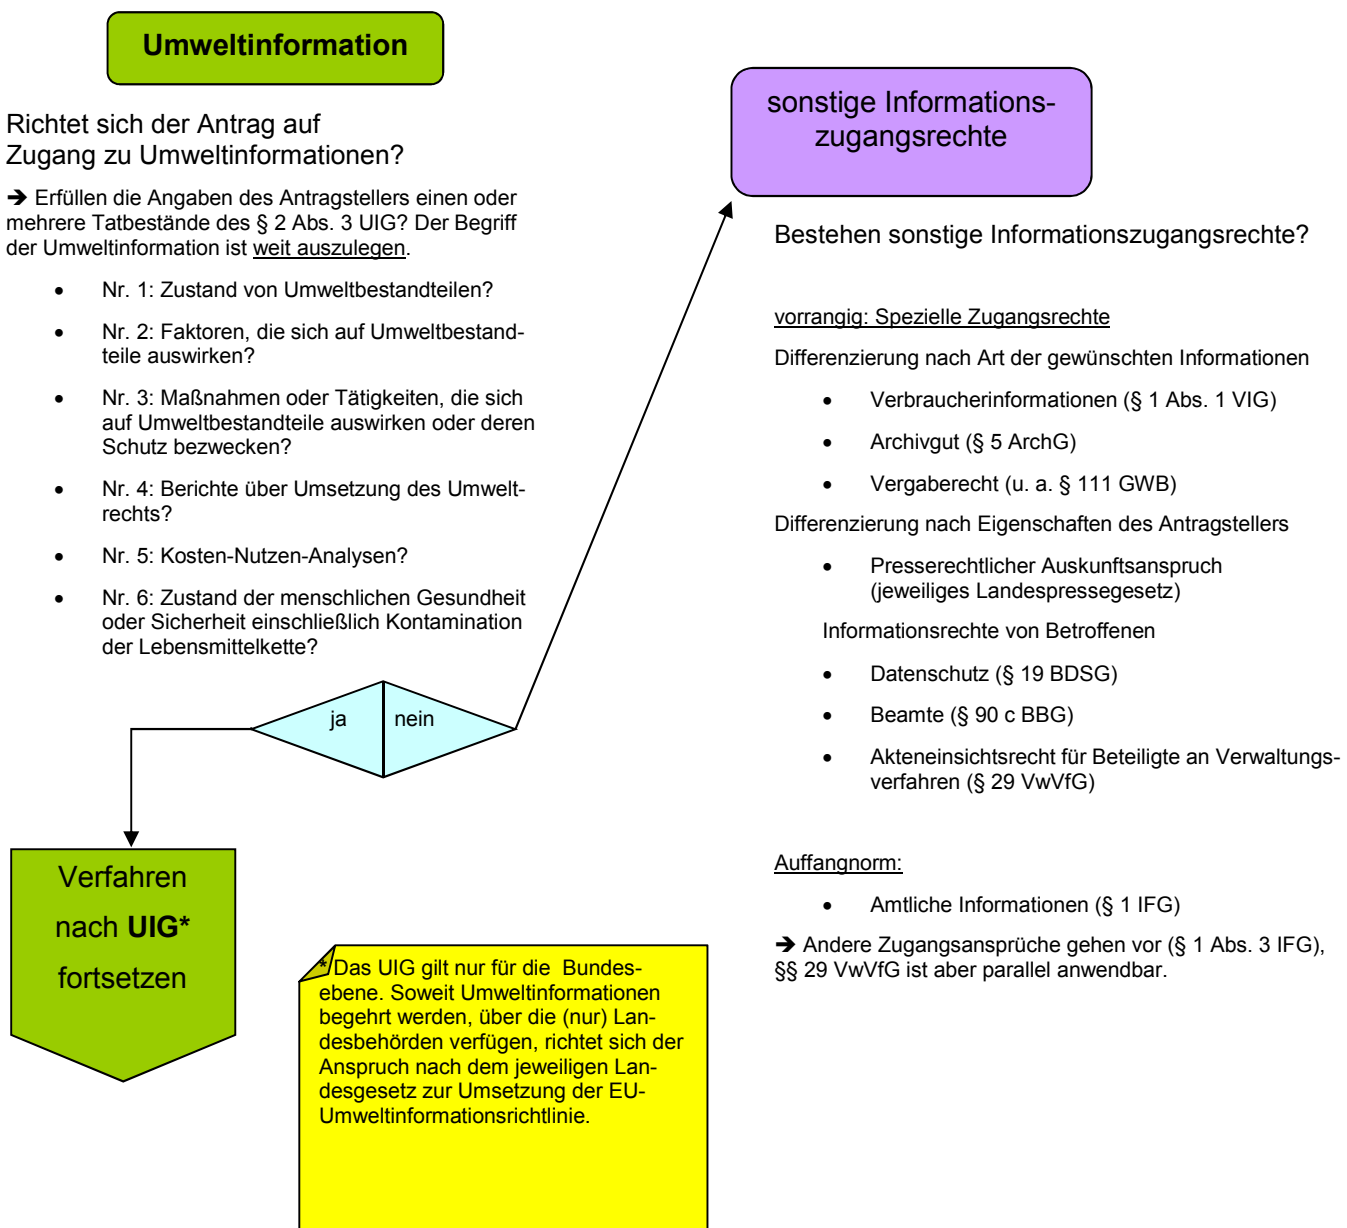 Umweltinformation
Richtet sich der Antrag auf
Zugang zu Umweltinformationen?
➔ Erfüllen die Angaben des Antragstellers einen oder
mehrere Tatbestände des § 2 Abs. 3 UIG? Der Begriff
der Umweltinformation ist weit auszulegen.
• Nr. 1: Zustand von Umweltbestandteilen?
• Nr. 2: Faktoren, die sich auf Umweltbestand-
teile auswirken?
• Nr. 3: Maßnahmen oder Tätigkeiten, die sich
auf Umweltbestandteile auswirken oder deren
Schutz bezwecken?
• Nr. 4: Berichte über Umsetzung des Umwelt-
rechts?
• Nr. 5: Kosten-Nutzen-Analysen?
• Nr. 6: Zustand der menschlichen Gesundheit
oder Sicherheit einschließlich Kontamination
der Lebensmittelkette?
ja
nein
Verfahren
nach UIG*
fortsetzen
* Das UIG gilt nur für die Bundes-
ebene. Soweit Umweltinformationen
begehrt werden, über die (nur) Lan-
desbehörden verfügen, richtet sich der
Anspruch nach dem jeweiligen Lan-
desgesetz zur Umsetzung der EU-
Umweltinformationsrichtlinie.
sonstige Informations-
zugangsrechte
Bestehen sonstige Informationszugangsrechte?
vorrangig: Spezielle Zugangsrechte
Differenzierung nach Art der gewünschten Informationen
• Verbraucherinformationen (§ 1 Abs. 1 VIG)
• Archivgut (§ 5 ArchG)
• Vergaberecht (u. a. § 111 GWB)
Differenzierung nach Eigenschaften des Antragstellers
• Presserechtlicher Auskunftsanspruch
(jeweiliges Landespressegesetz)
Informationsrechte von Betroffenen
• Datenschutz (§ 19 BDSG)
• Beamte (§ 90 c BBG)
• Akteneinsichtsrecht für Beteiligte an Verwaltungs-
verfahren (§ 29 VwVfG)
Auffangnorm:
• Amtliche Informationen (§ 1 IFG)
➔ Andere Zugangsansprüche gehen vor (§ 1 Abs. 3 IFG),
§§ 29 VwVfG ist aber parallel anwendbar.